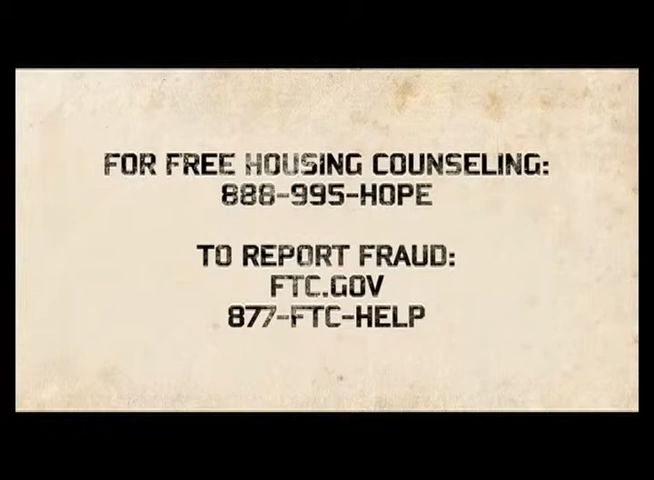 FOR FREE HOUSING COUNSELING:
888-995-HOPE
TO REPORT FRAUD:
FTC.GOV
877-FTC-HELP